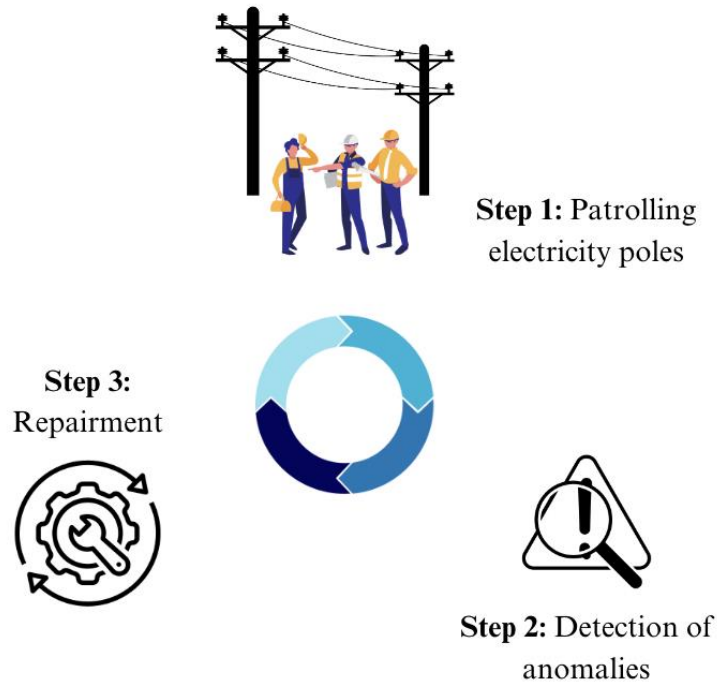 Step 1: Patrolling
electricity poles
Step 3:
Repairment
Step 2: Detection of
anomalies